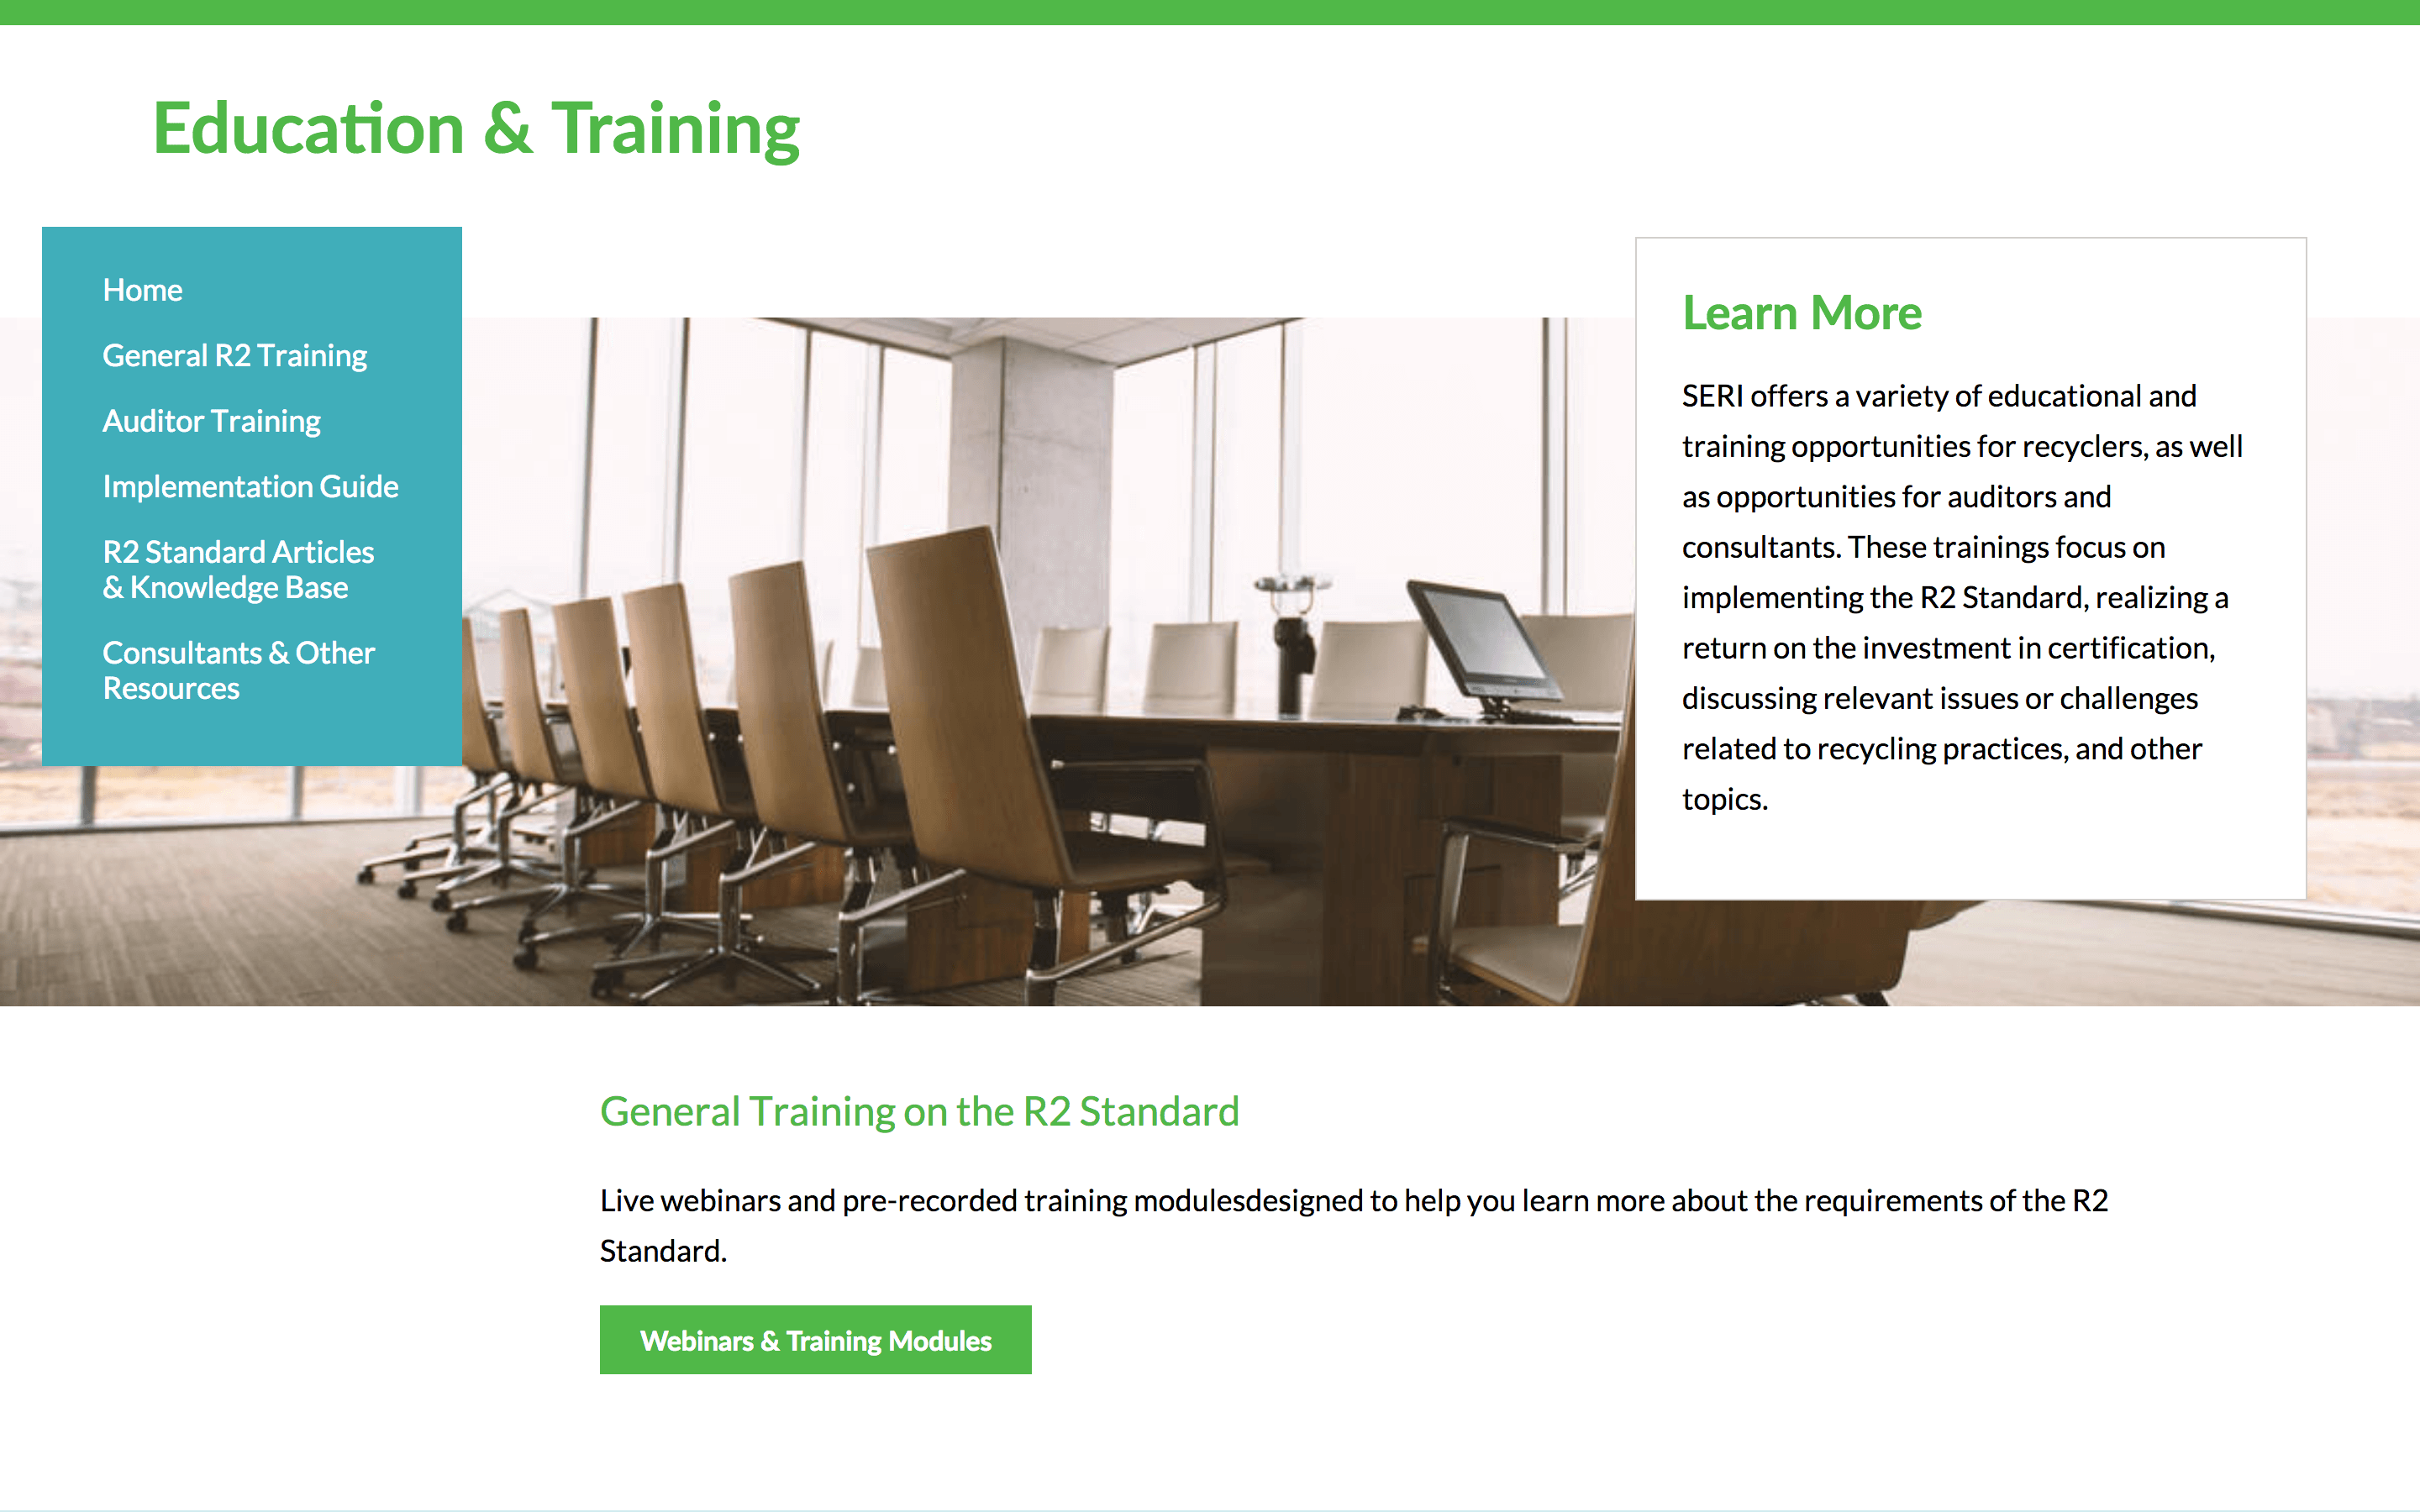 Education & Training
Home
General R2 Training
Auditor Training
Implementation Guide
R2 Standard Articles
& Knowledge Base
Consultants & Other
Resources
Learn More
SERI offers a variety of educational and
training opportunities for recyclers, as well
as opportunities for auditors and
consultants. These trainings focus on
implementing the R2 Standard, realizing a
return on the investment in certification,
discussing relevant issues or challenges
related to recycling practices, and other
topics.
General Training on the R2 Standard
Live webinars and pre-recorded training modulesdesigned to help you learn more about the requirements of the R2
Standard.
Webinars & Training Modules